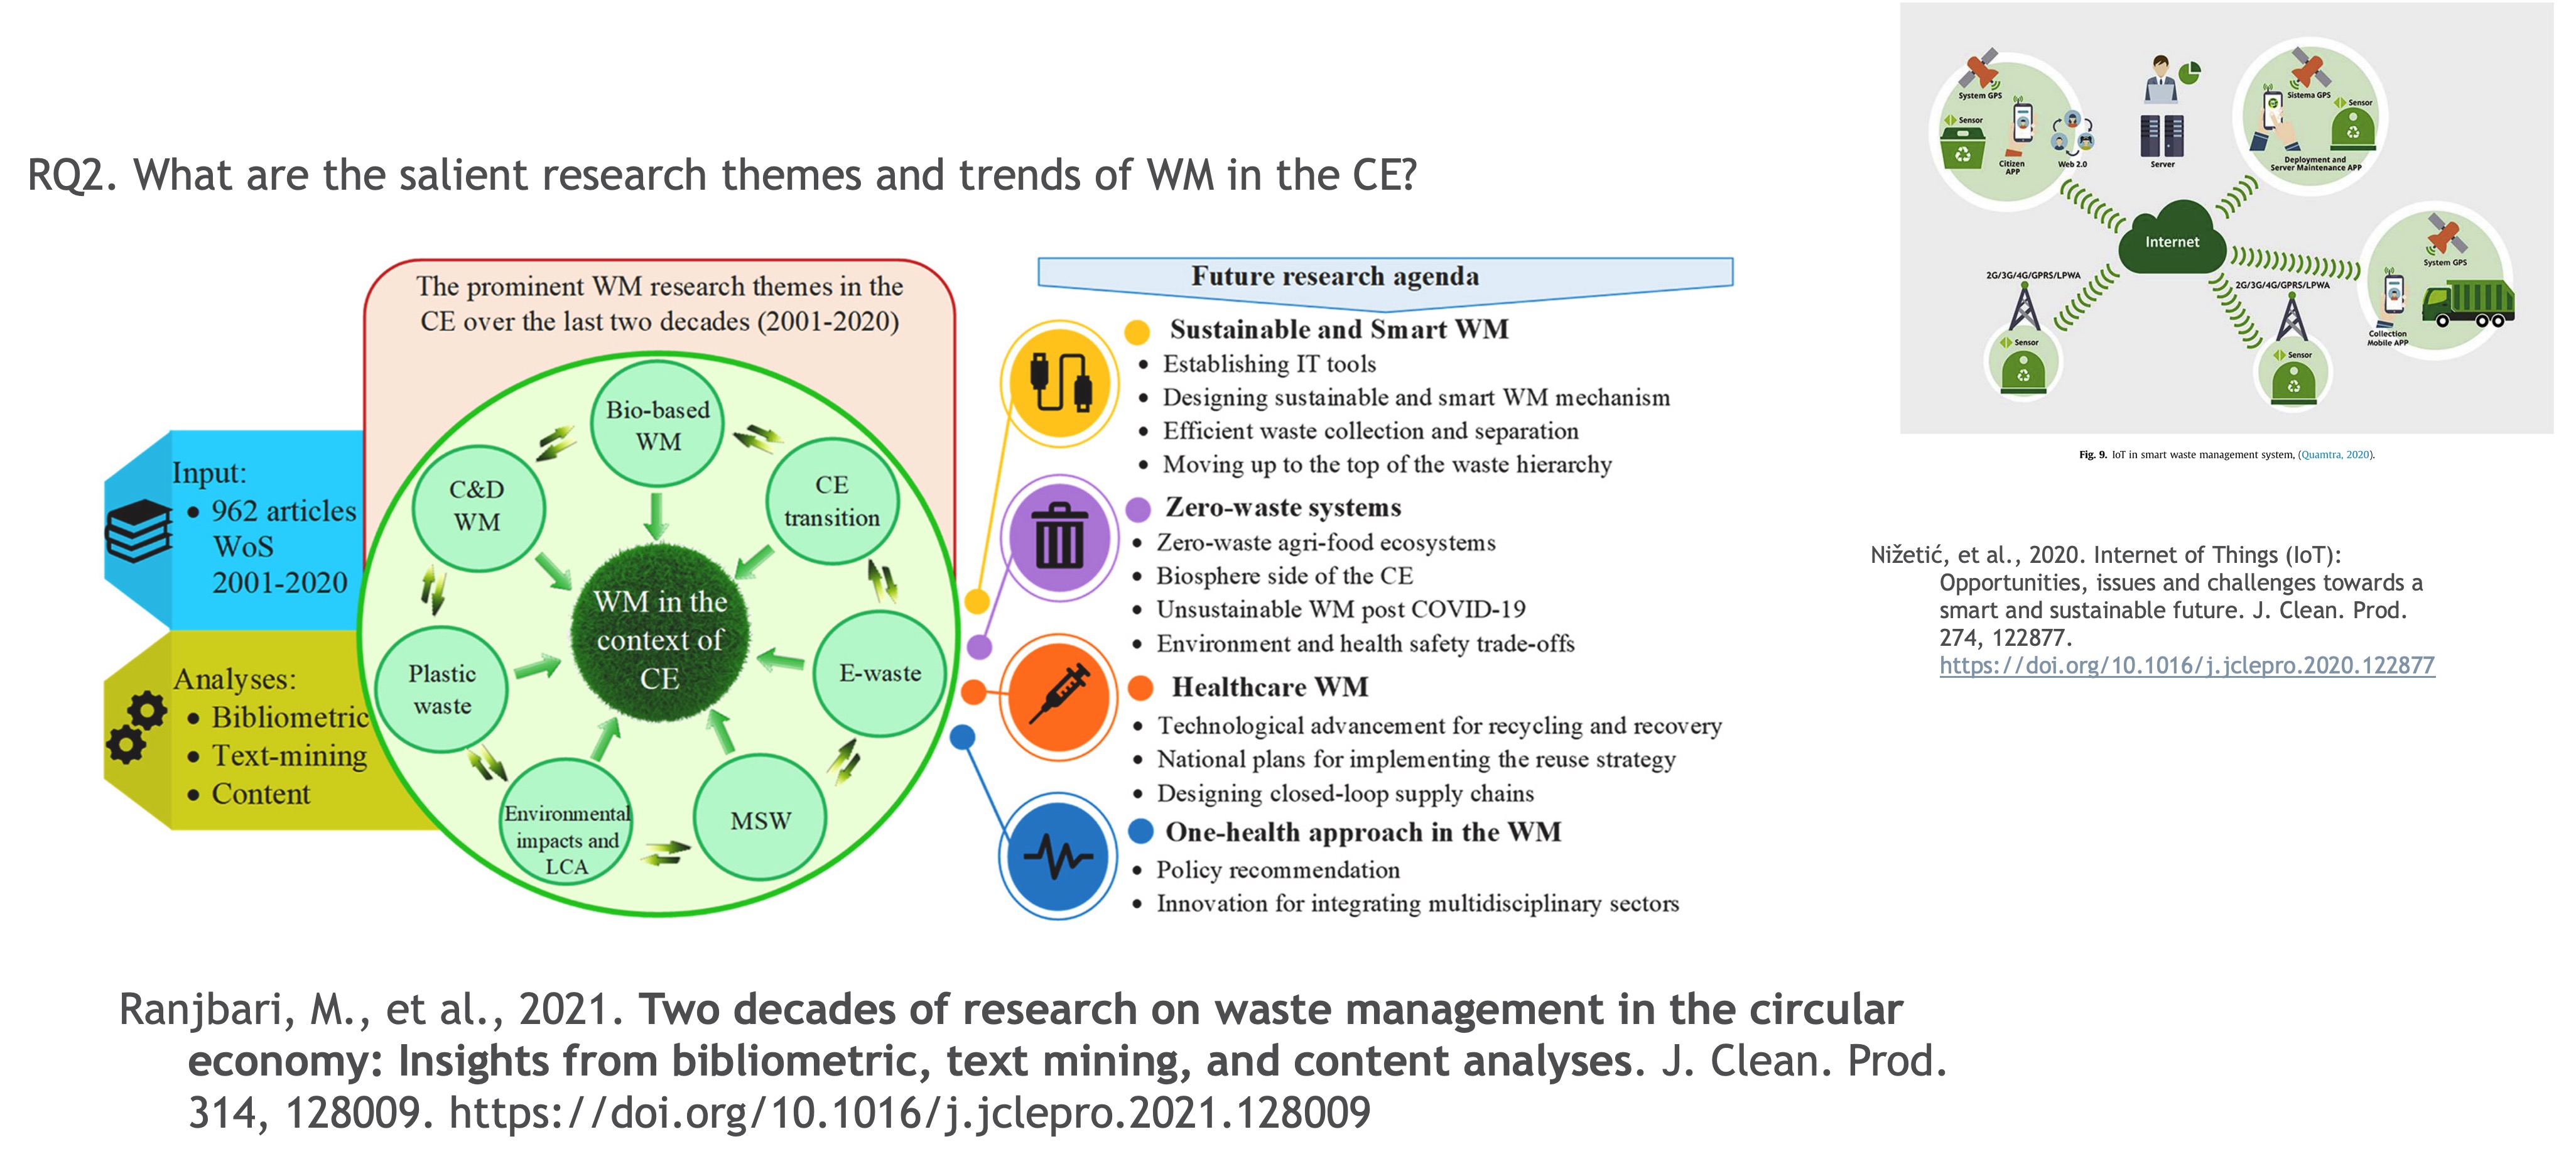 RQ2. What are the salient research themes and trends of WM in the CE?
Input:
• 962 articles
WoS
2001-2020
Analyses:
• Bibliometric
• Text-mining
• Content
The prominent WM research themes in the
CE over the last two decades (2001-2020)
Bio-based
WM
CE
transition
E-waste
MSW
Environmental
impacts and
LCA
Plastic
waste
C&D
WM
WM in the
context of
CE
Future research agenda
Sustainable and Smart WM
• Establishing IT tools
• Designing sustainable and smart WM mechanism
• Efficient waste collection and separation
• Moving up to the top of the waste hierarchy
Zero-waste systems
• Zero-waste agri-food ecosystems
• Biosphere side of the CE
• Unsustainable WM post COVID-19
• Environment and health safety trade-offs
Healthcare WM
• Technological advancement for recycling and recovery
• National plans for implementing the reuse strategy
• Designing closed-loop supply chains
One-health approach in the WM
• Policy recommendation
• Innovation for integrating multidisciplinary sectors
Ranjbari, M., et al., 2021. Two decades of research on waste management in the circular
economy: Insights from bibliometric, text mining, and content analyses. J. Clean. Prod.
314, 128009. https://doi.org/10.1016/j.jclepro.2021.128009
System GPS
Sensor
Citizen
APP
Web 2.0
Server
Sistema GPS
Sensor
Deployment and
Server Maintenance APP
Internet
System GPS
Collection
Mobile APP
2G/3G/4G/GPRS/LPWA
Sensor
2G/3G/4G/GPRS/LPWA
Sensor
Fig. 9. IoT in smart waste management system, (Quamtra, 2020).
Nižetić, et al., 2020. Internet of Things (IoT):
Opportunities, issues and challenges towards a
smart and sustainable future. J. Clean. Prod.
274, 122877.
https://doi.org/10.1016/j.jclepro.2020.122877